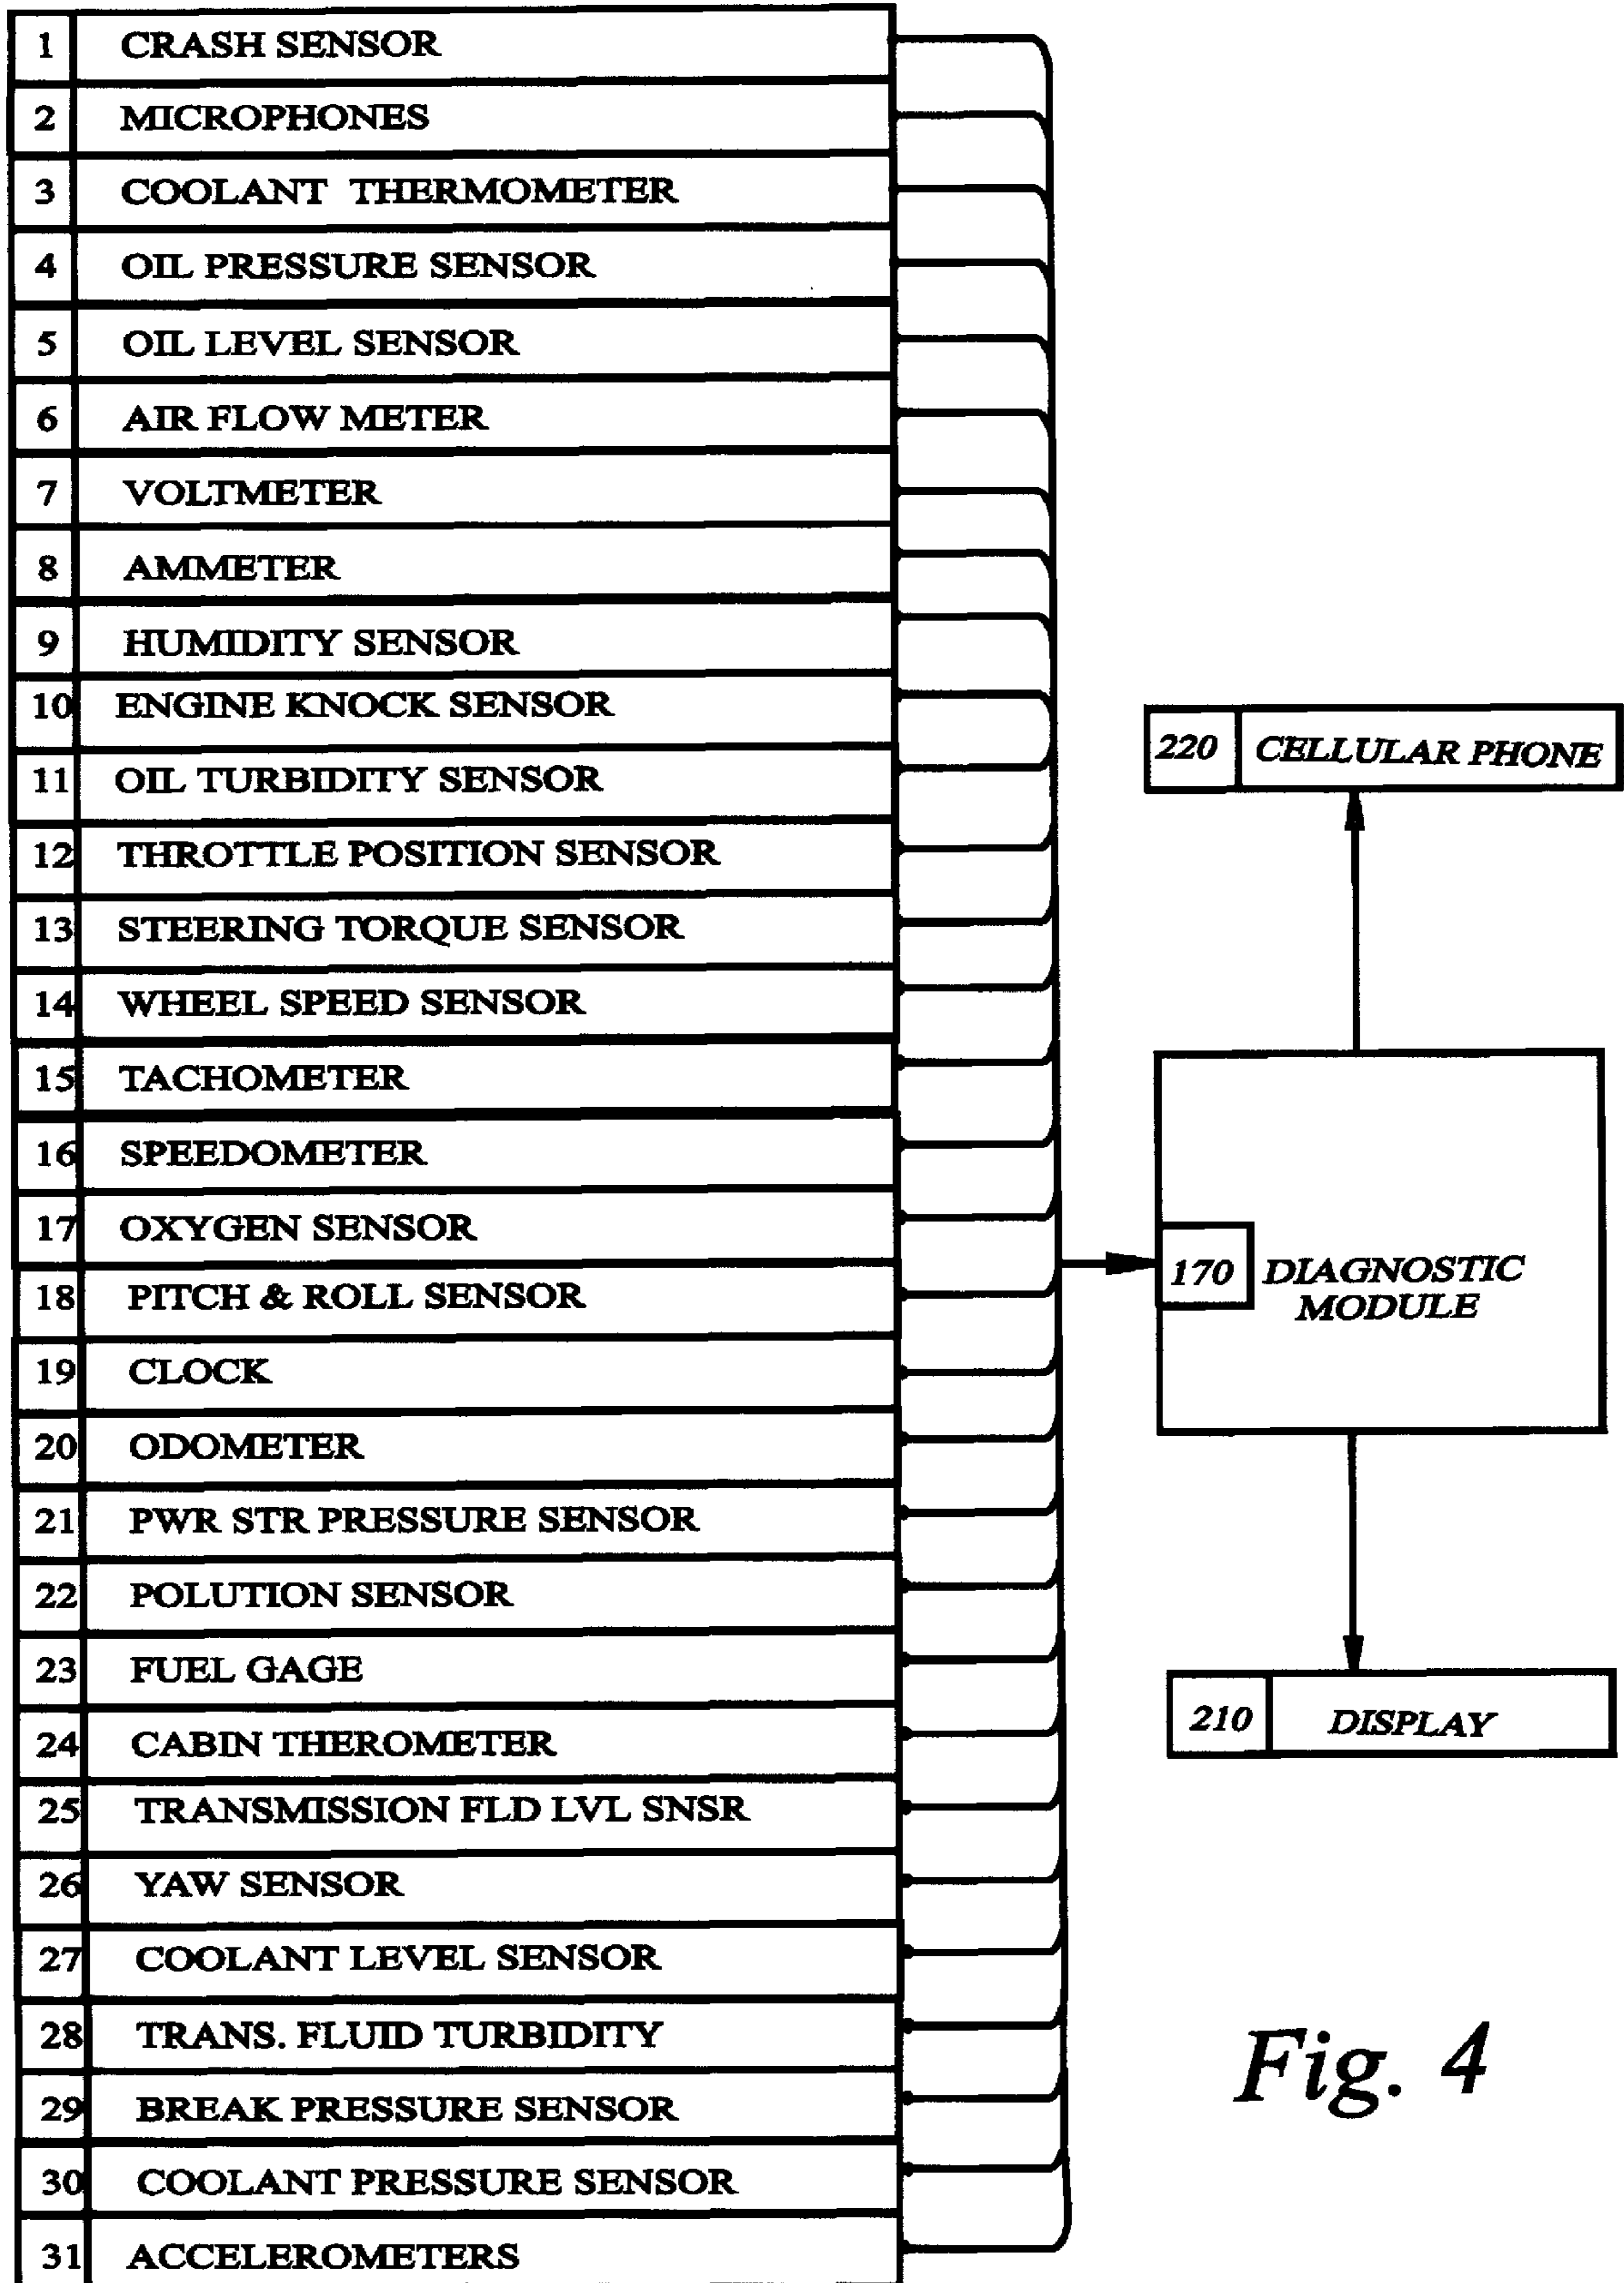 1 CRASH SENSOR
2 MICROPHONES
3 COOLANT THERMOMETER
4 OIL PRESSURE SENSOR
5 OIL LEVEL SENSOR
6 AIR FLOW METER
7 VOLTMETER
8 AMMETER
9 HUMIDITY SENSOR
10 ENGINE KNOCK SENSOR
11 OIL TURBIDITY SENSOR
12 THROTTLE POSITION SENSOR
13 STEERING TORQUE SENSOR
14 WHEEL SPEED SENSOR
15 TACHOMETER
16 SPEEDOMETER
17 OXYGEN SENSOR
18 PITCH & ROLL SENSOR
19 CLOCK
20 ODOMETER
21 PWR STR PRESSURE SENSOR
22 POLUTION SENSOR
23 FUEL GAGE
24 CABIN THEROMETER
25 TRANSMISSION FLD LVL SNSR
26 YAW SENSOR
27 COOLANT LEVEL SENSOR
28 TRANS. FLUID TURBIDITY
29 BREAK PRESSURE SENSOR
30 COOLANT PRESSURE SENSOR
31 ACCELEROMETERS
220 CELLULAR PHONE
170 DIAGNOSTIC
MODULE
210 DISPLAY
Fig. 4